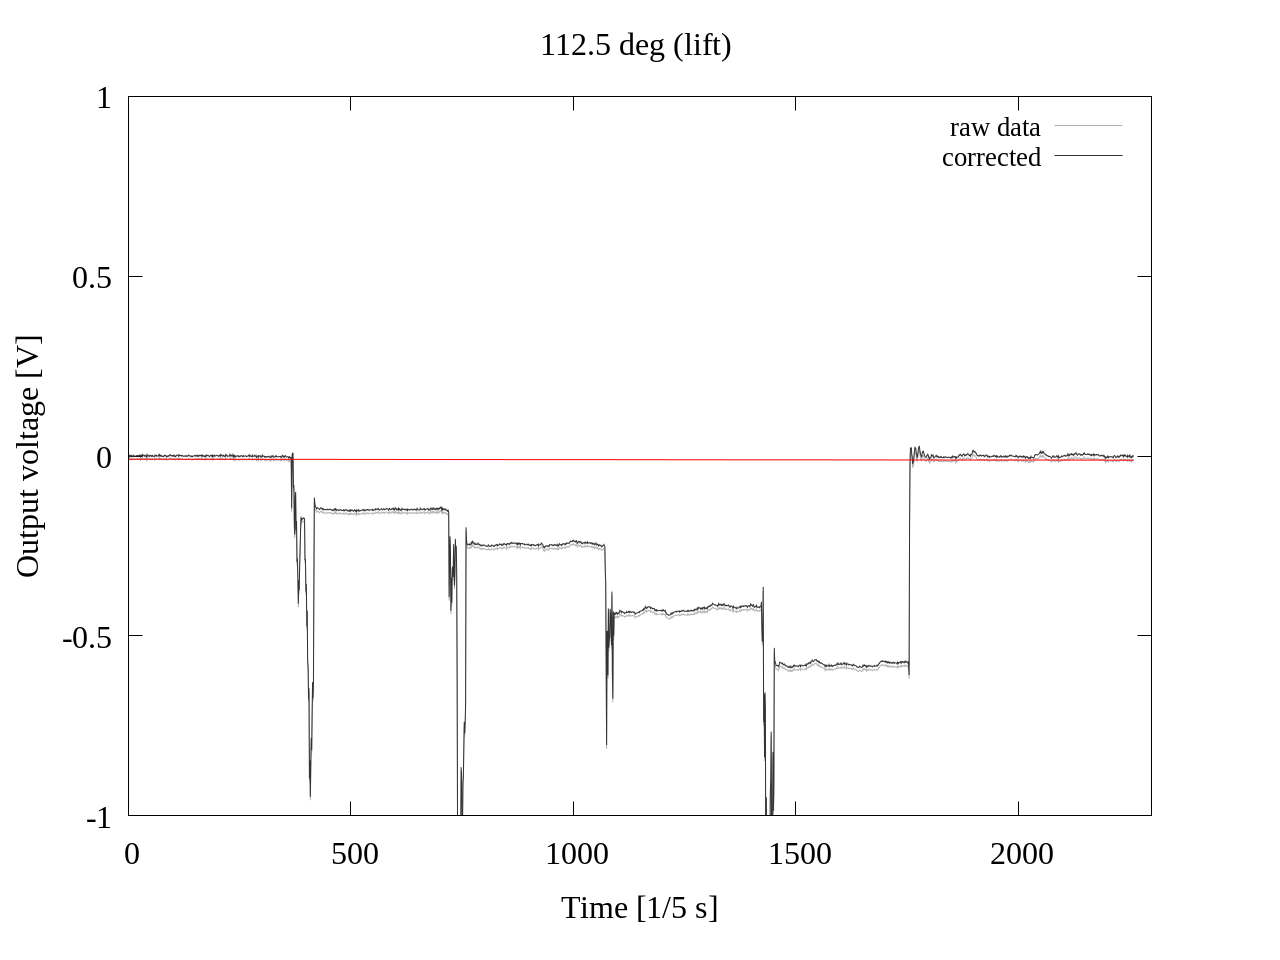 112.5 deg (lift)
1
raw data
corrected
0.5
0
-0.5
-1
Output voltage [V]
0 500 1000 1500 2000
Time [1/5 s]